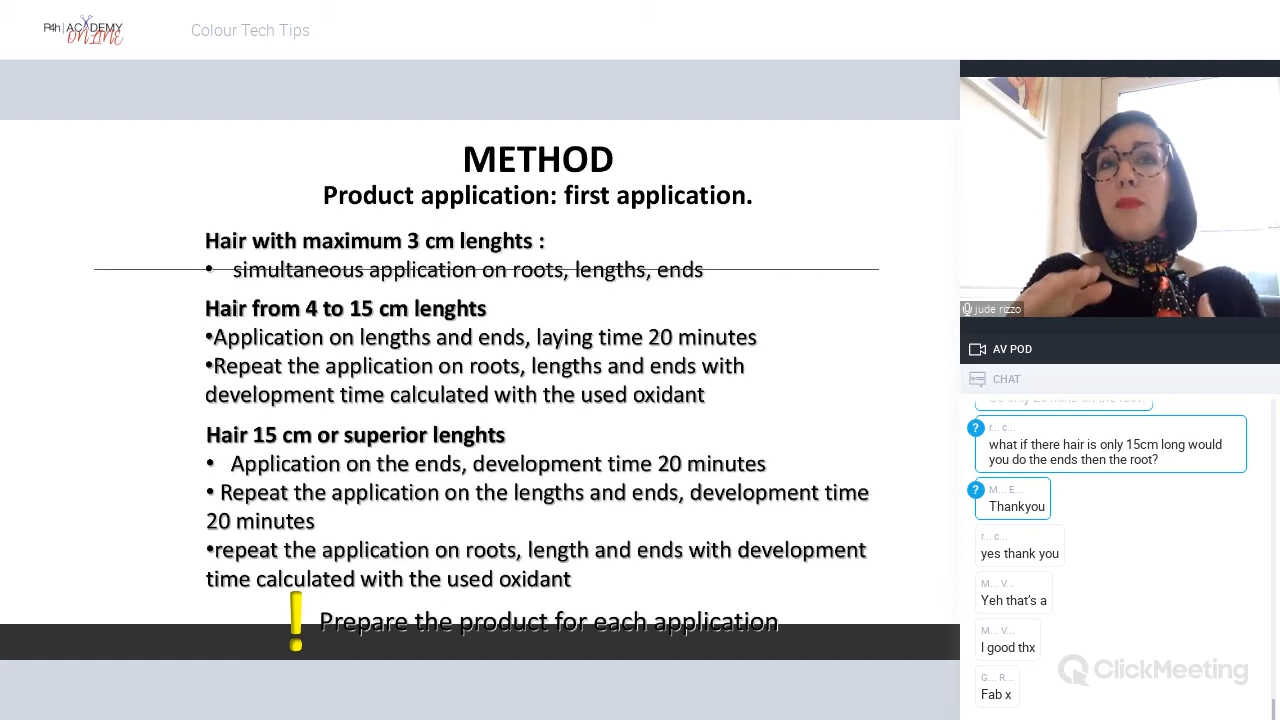 P4h | ACADEMY
ONLINE
Colour Tech Tips
METHOD
Product application: first application.
Hair with maximum 3 cm lenghts :
• simultaneous application on roots, lengths, ends
Hair from 4 to 15 cm lenghts
•Application on lengths and ends, laying time 20 minutes
•Repeat the application on roots, lengths and ends with
development time calculated with the used oxidant
Hair 15 cm or superior lenghts
• Application on the ends, development time 20 minutes
• Repeat the application on the lengths and ends, development time
20 minutes
•repeat the application on roots, length and ends with development
time calculated with the used oxidant
! Prepare the product for each application
jude rizzo
AV POD
CHAT
? r... c...
what if there hair is only 15cm long would
you do the ends then the root?
? M... E...
Thankyou
r... c...
yes thank you
M... V...
Yeh that's a
M... V...
I good thx
G... R...
Fab x
ClickMeeting